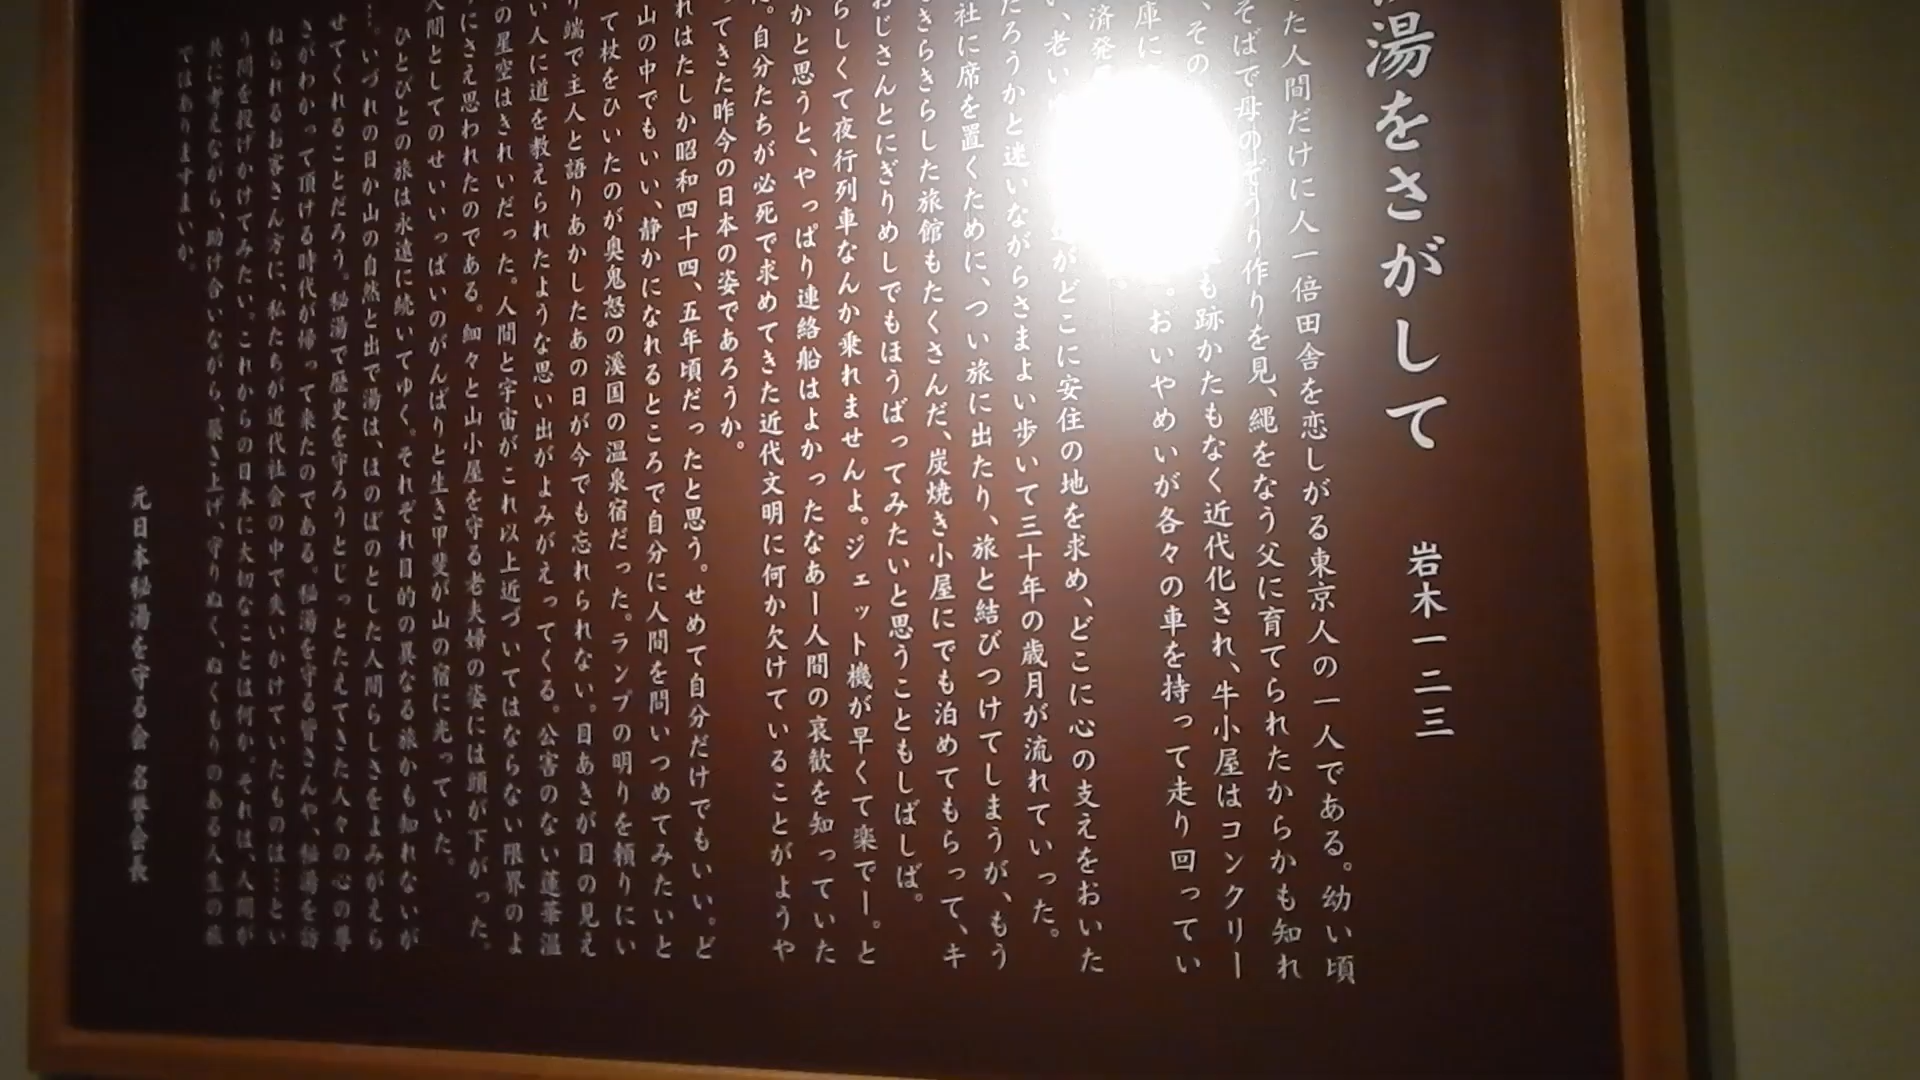 湯をさがして 岩木一二三
た人間だけに人一倍田舎を恋しがる東京人の一人である。幼い頃
そばで母のぞうり作りを見、縄をなう父に育てられたからかも知れ
、その も跡かたもなく近代化され、牛小屋はコンクリー
庫に 。おいやめいが各々の車を持って走り回ってい
済発
い、老い がどこに安住の地を求め、どこに心の支えをおいた
だろうかと迷いながらさまよい歩いて三十年の歳月が流れていった。
社に席を置くために、つい旅に出たり、旅と結びつけてしまうが、もう
きらきらした旅館もたくさんだ、炭焼き小屋にでも泊めてもらって、キ
おじさんとにぎりめしでもほうばってみたいと思うこともしばしば。
らしくて夜行列車なんか乗れませんよ。ジェット機が早くて楽でー。と
かと思うと、やっぱり連絡船はよかったなあー人間の哀歓を知っていた
。自分たちが必死で求めてきた近代文明に何か欠けていることがようや
ってきた昨今の日本の姿であろうか。
れはたしか昭和四十四、五年頃だったと思う。せめて自分だけでもいい。ど
山の中でもいい、静かになれるところで自分に人間を問いつめてみたいと
て杖をひいたのが奥鬼怒の溪国の温泉宿だった。ランプの明りを頼りにい
り端で主人と語りあかしたあの日が今でも忘れられない。目あきが目の見え
い人に道を教えられたような思い出がよみがえってくる。公害のない蓮華温
の星空はきれいだった。人間と宇宙がこれ以上近づいてはならない限界のよ
にさえ思われたのである。細々と山小屋を守る老夫婦の姿には頭が下がった。
人間としてのせいいっぱいのがんばりと生き甲斐が山の宿に光っていた。
ひとびとの旅は永遠に続いてゆく。それぞれ目的の異なる旅かも知れないが
…。いづれの日か山の自然と出で湯は、ほのぼのとした人間らしさをよみがえら
せてくれることだろう。秘湯で歴史を守ろうとじっとたえてきた人々の心の尊
さがわかって頂ける時代が帰って来たのである。秘湯を守る皆さんや、秘湯を訪
ねられるお客さん方に、私たちが近代社会の中で失いかけていたものは…とい
う問を投げかけてみたい。これからの日本に大切なことは何か。それは、人間が
共に考えながら、助け合いながら、築き上げ、守りぬく、ぬくもりのある人生の旅
ではありますまいか。
元日本秘湯を守る会 名誉会長